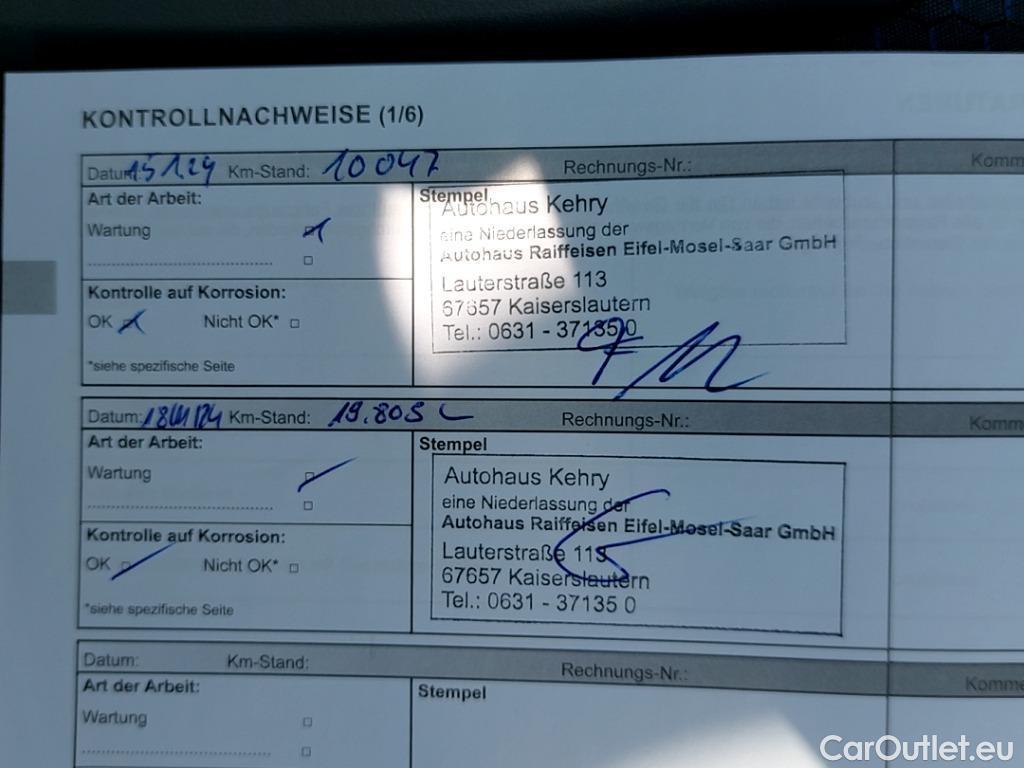 KONTROLLNACHWEISE (1/6)
Datum: 15.1.24 Km-Stand: 10 047 Rechnungs-Nr.: Komme
Art der Arbeit:
Stempel
Wartung
Autohaus Kehry
eine Niederlassung der
Autohaus Raiffeisen Eifel-Mosel-Saar GmbH
Lauterstraße 113
67657 Kaiserslautern
Tel.: 0631 - 37135 0
Kontrolle auf Korrosion:
OK Nicht OK*
*siehe spezifische Seite
Datum: Km-Stand: 19.805 Rechnungs-Nr.: Komme
Art der Arbeit:
Stempel
Wartung
Autohaus Kehry
eine Niederlassung der
Autohaus Raiffeisen Eifel-Mosel-Saar GmbH
Lauterstraße 113
67657 Kaiserslautern
Tel.: 0631 - 37135 0
Kontrolle auf Korrosion:
OK Nicht OK*
*siehe spezifische Seite
Datum: Km-Stand: Rechnungs-Nr.: Komme
Art der Arbeit:
Stempel
Wartung
CarOutlet.eu